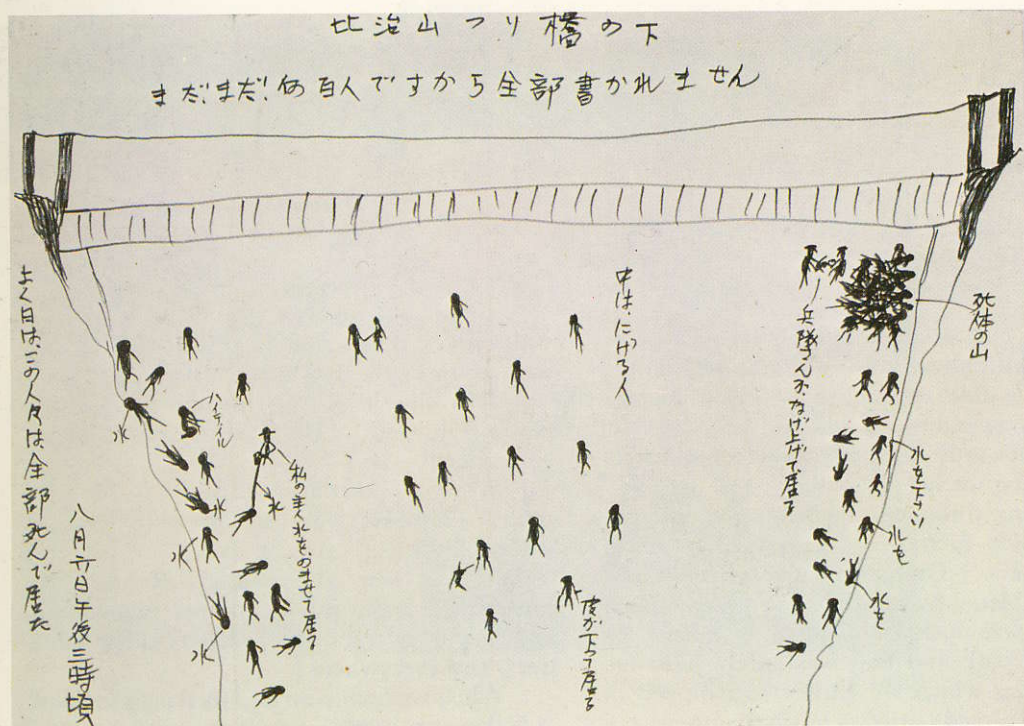 比治山つり橋の下
まだまだ何百人ですから全部書かれません
死体の山
兵隊さんがなげ上げて居る
水を下さい
水を
水を
中は、にげる人
皮が下って居る
私の主人水を、のませて居る
ハイテイル
水
水
水
水
水
八月六日午後三時頃
よく日は、この人々は、全部死んで居た